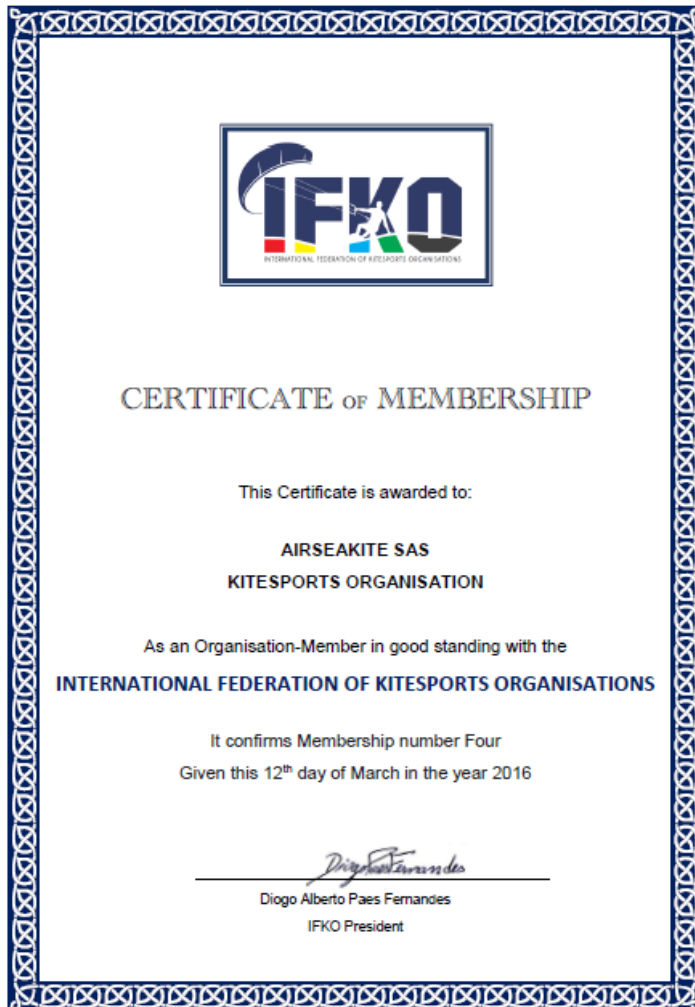 IFKO
INTERNATIONAL FEDERATION OF KITESPORTS ORGANISATIONS
CERTIFICATE OF MEMBERSHIP
This Certificate is awarded to:
AIRSEAKITE SAS
KITESPORTS ORGANISATION
As an Organisation-Member in good standing with the
INTERNATIONAL FEDERATION OF KITESPORTS ORGANISATIONS
It confirms Membership number Four
Given this 12th day of March in the year 2016
DiogoPaesFernandes
Diogo Alberto Paes Fernandes
IFKO President